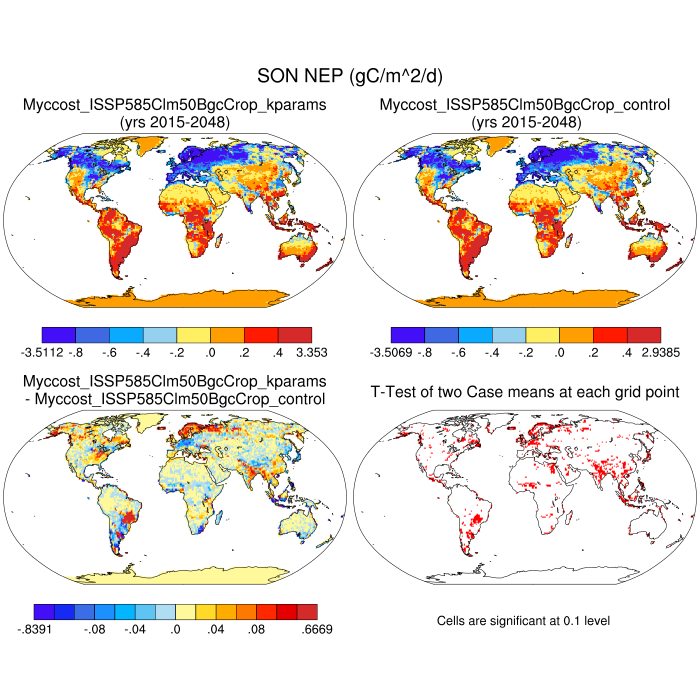 SON NEP (gC/m^2/d)
Myccost_ISSP585Clm50BgcCrop_kparams
(yrs 2015-2048)
Myccost_ISSP585Clm50BgcCrop_control
(yrs 2015-2048)
-3.5112 -.8 -.6 -.4 -.2 .0 .2 .4 3.353
-3.5069 -.8 -.6 -.4 -.2 .0 .2 .4 2.9385
Myccost_ISSP585Clm50BgcCrop_kparams
- Myccost_ISSP585Clm50BgcCrop_control
T-Test of two Case means at each grid point
-.8391 -.08 -.04 .0 .04 .08 .6669
Cells are significant at 0.1 level